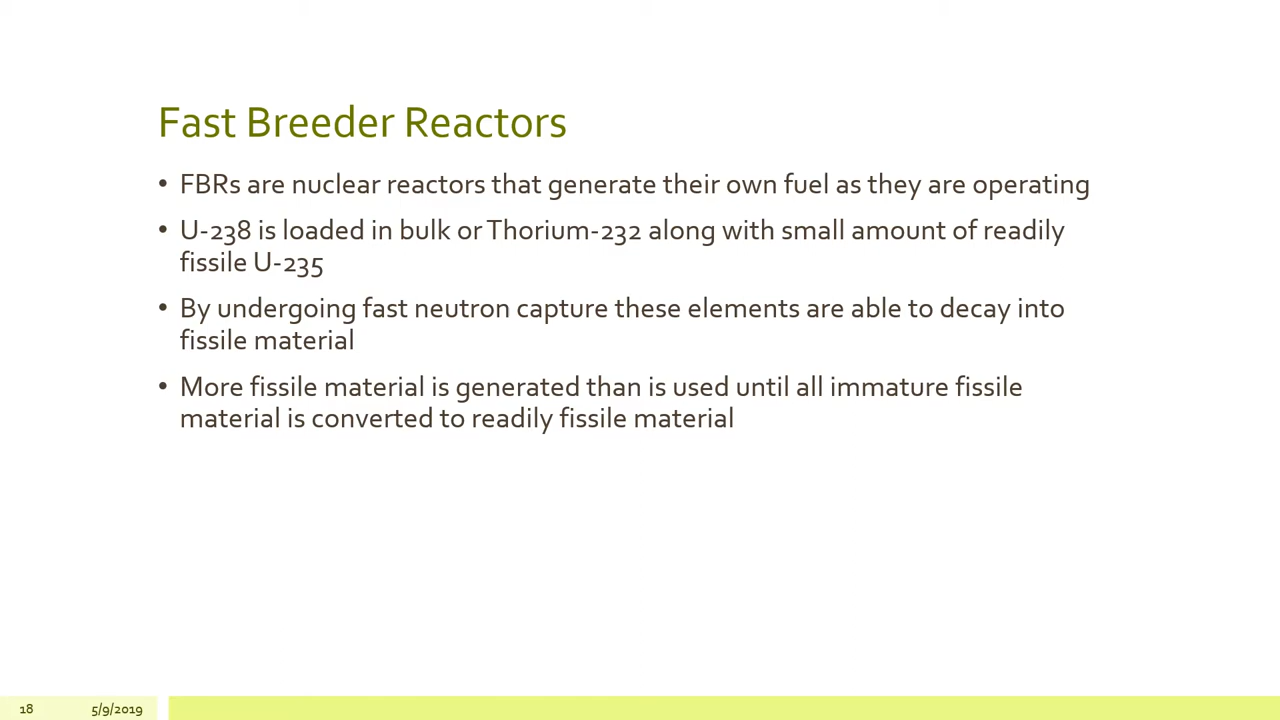 Fast Breeder Reactors
• FBRs are nuclear reactors that generate their own fuel as they are operating
• U-238 is loaded in bulk or Thorium-232 along with small amount of readily
fissile U-235
• By undergoing fast neutron capture these elements are able to decay into
fissile material
• More fissile material is generated than is used until all immature fissile
material is converted to readily fissile material
18 5/9/2019